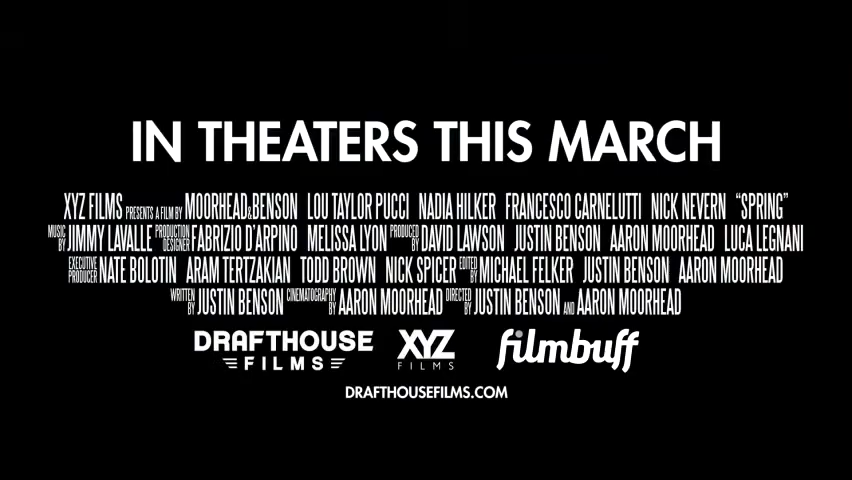 IN THEATERS THIS MARCH
XYZ FILMS PRESENTS A FILM BY MOORHEAD&BENSON LOU TAYLOR PUCCI NADIA HILKER FRANCESCO CARNELUTTI NICK NEVERN “SPRING”
MUSIC BY JIMMY LAVALLE PRODUCTION DESIGNER FABRIZIO D'ARPINO MELISSA LYON PRODUCED BY DAVID LAWSON JUSTIN BENSON AARON MOORHEAD LUCA LEGNANI
EXECUTIVE PRODUCER NATE BOLOTIN ARAM TERTZAKIAN TODD BROWN NICK SPICER EDITED BY MICHAEL FELKER JUSTIN BENSON AARON MOORHEAD
WRITTEN BY JUSTIN BENSON CINEMATOGRAPHY BY AARON MOORHEAD DIRECTED BY JUSTIN BENSON AND AARON MOORHEAD
DRAFTHOUSE FILMS XYZ FILMS filmbuff
DRAFTHOUSEFILMS.COM